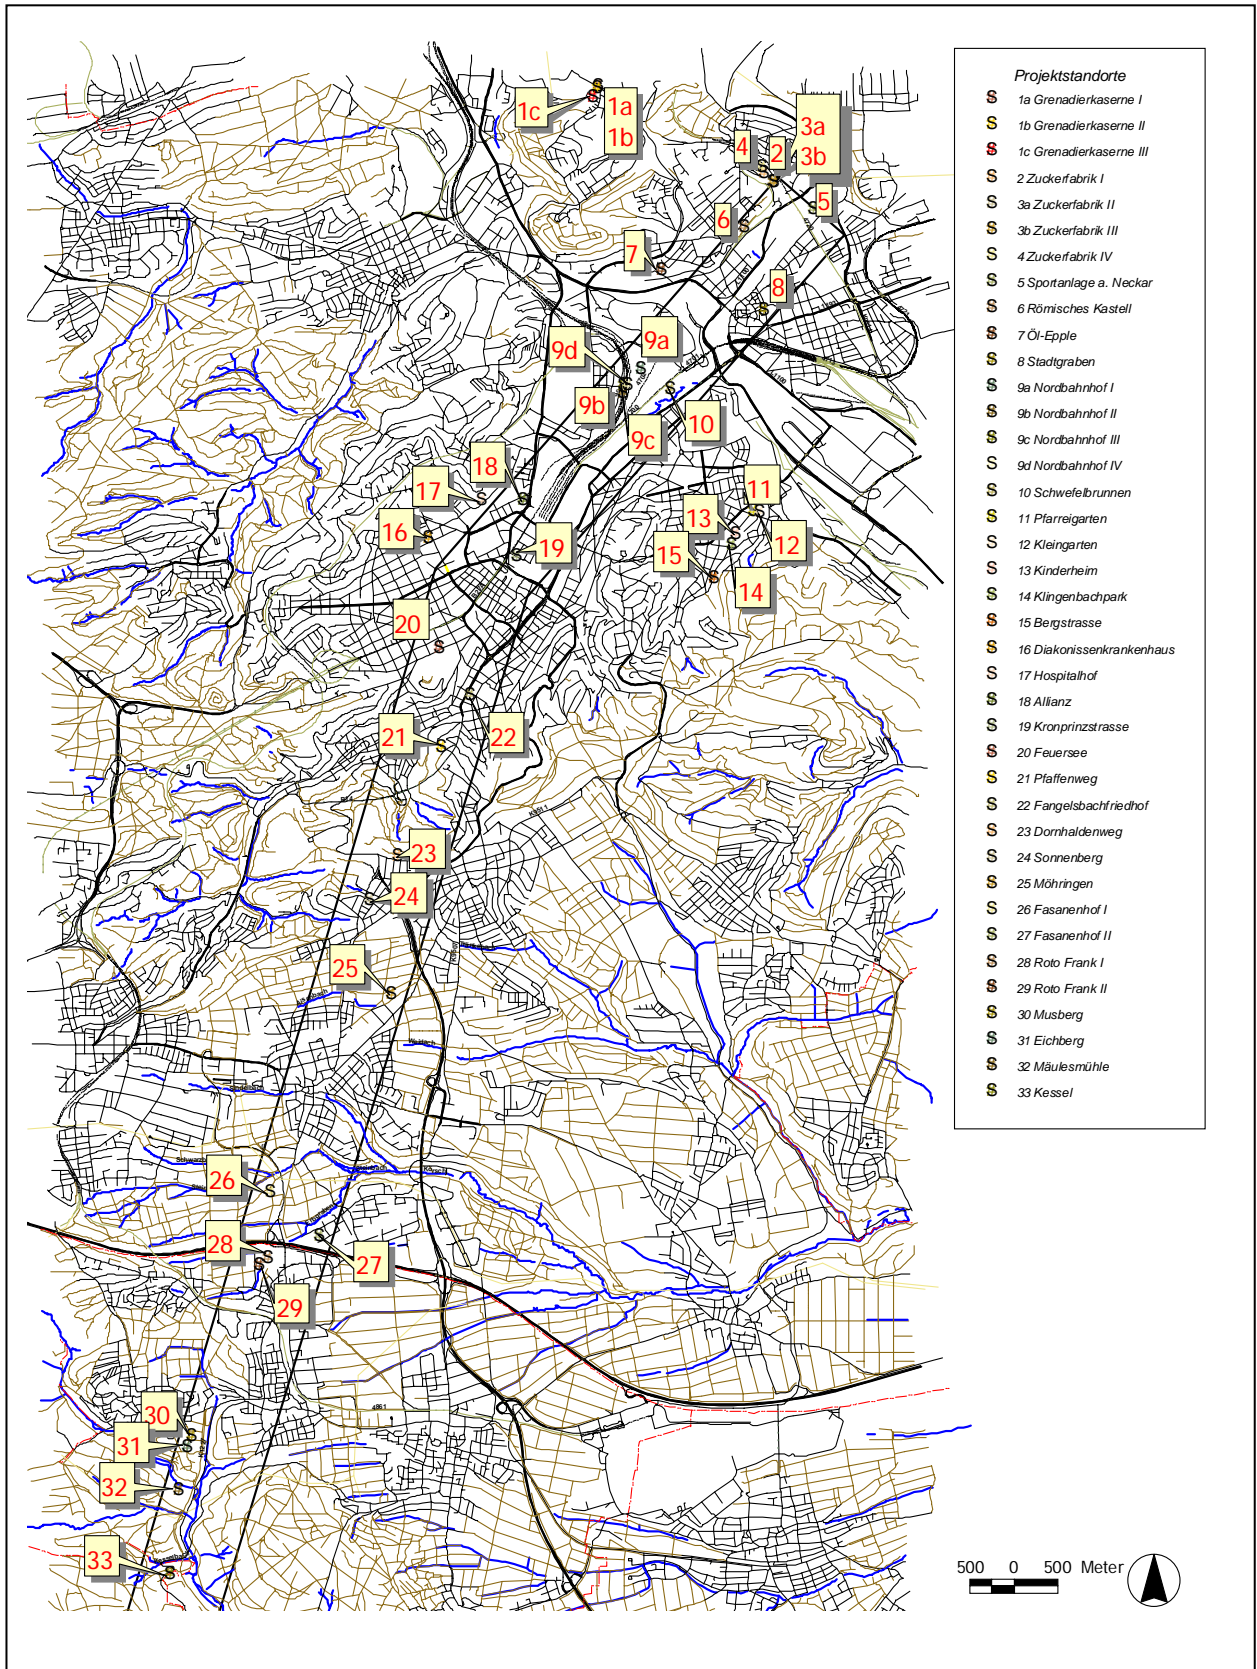 1c
1a
1b
4
2
3a
3b
5
6
7
8
9a
9d
9b
9c
10
18
17
11
13
16
19
15
12
14
20
21
22
23
24
25
26
28
27
29
30
31
32
33
4861
Projektstandorte
1a Grenadierkaserne I
1b Grenadierkaserne II
1c Grenadierkaserne III
2 Zuckerfabrik I
3a Zuckerfabrik II
3b Zuckerfabrik III
4 Zuckerfabrik IV
5 Sportanlage a. Neckar
6 Römisches Kastell
7 Öl-Epple
8 Stadtgraben
9a Nordbahnhof I
9b Nordbahnhof II
9c Nordbahnhof III
9d Nordbahnhof IV
10 Schwefelbrunnen
11 Pfarreigarten
12 Kleingarten
13 Kinderheim
14 Klingenbachpark
15 Bergstrasse
16 Diakonissenkrankenhaus
17 Hospitalhof
18 Allianz
19 Kronprinzstrasse
20 Feuersee
21 Pfaffenweg
22 Fangelsbachfriedhof
23 Dornhaldenweg
24 Sonnenberg
25 Möhringen
26 Fasanenhof I
27 Fasanenhof II
28 Roto Frank I
29 Roto Frank II
30 Musberg
31 Eichberg
32 Mäulesmühle
33 Kessel
500 0 500 Meter